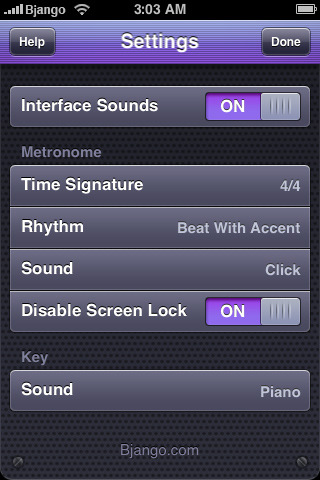 Bjango 3:03 AM
Help Settings Done
Interface Sounds ON
Metronome
Time Signature 4/4
Rhythm Beat With Accent
Sound Click
Disable Screen Lock ON
Key
Sound Piano
Bjango.com